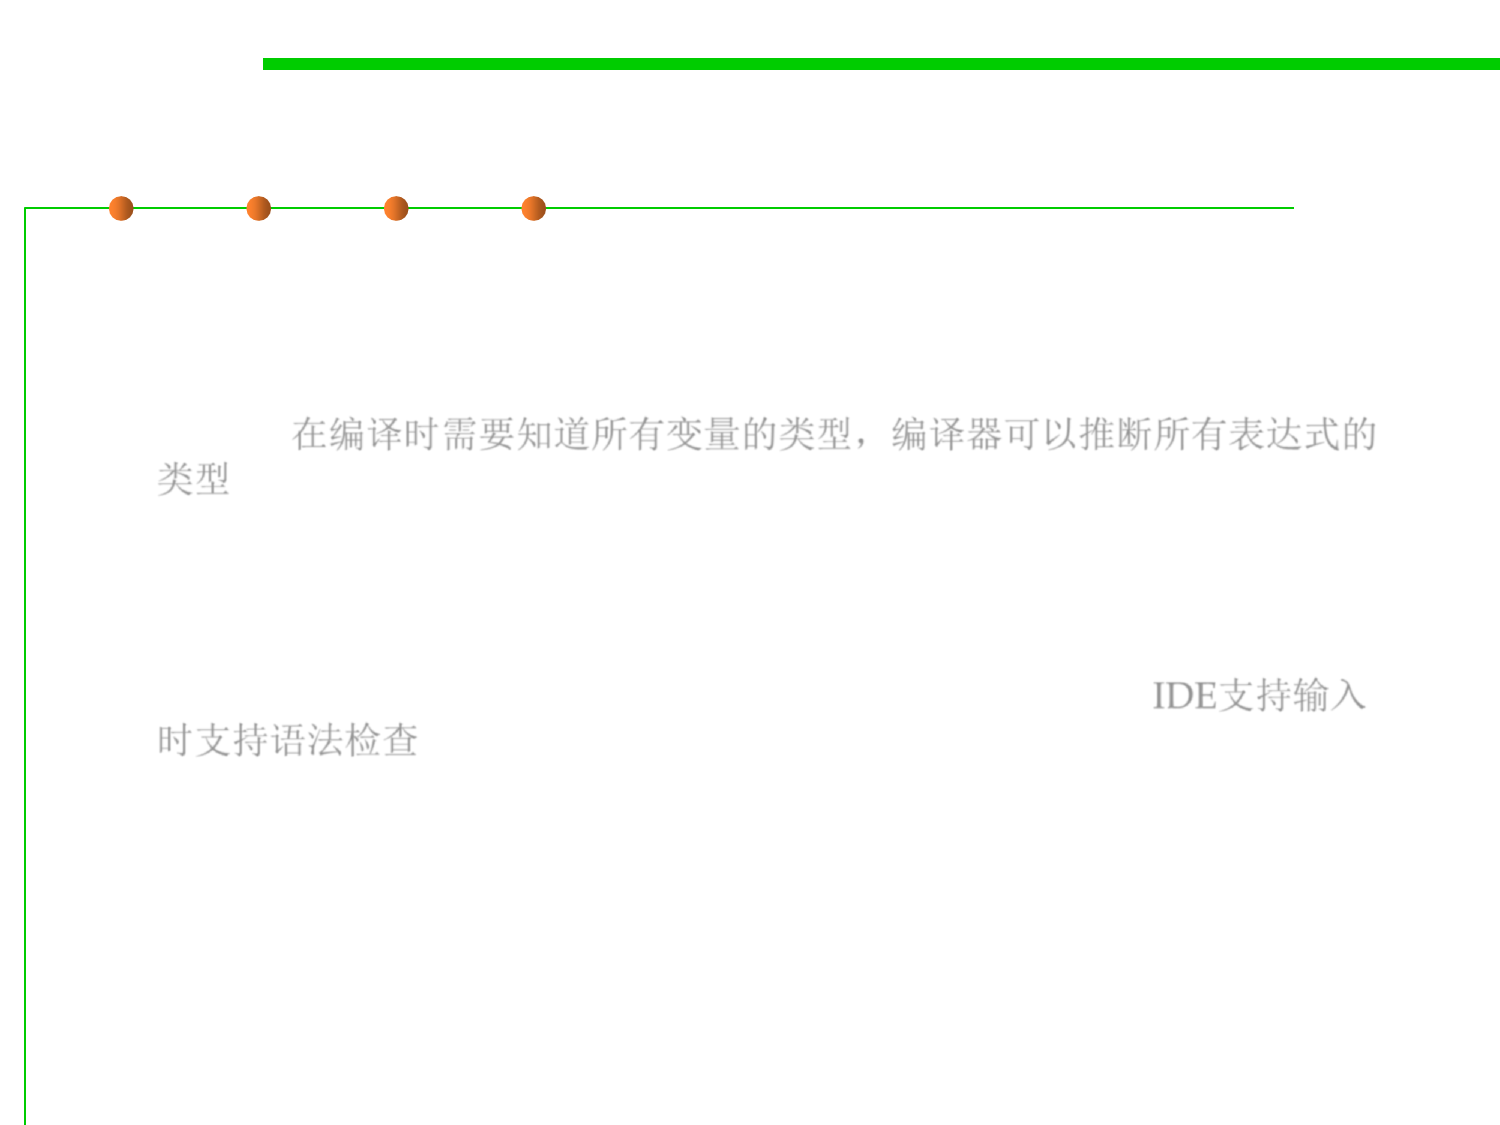 在编译时需要知道所有变量的类型，编译器可以推断所有表达式的
类型
IDE支持输入
时支持语法检查